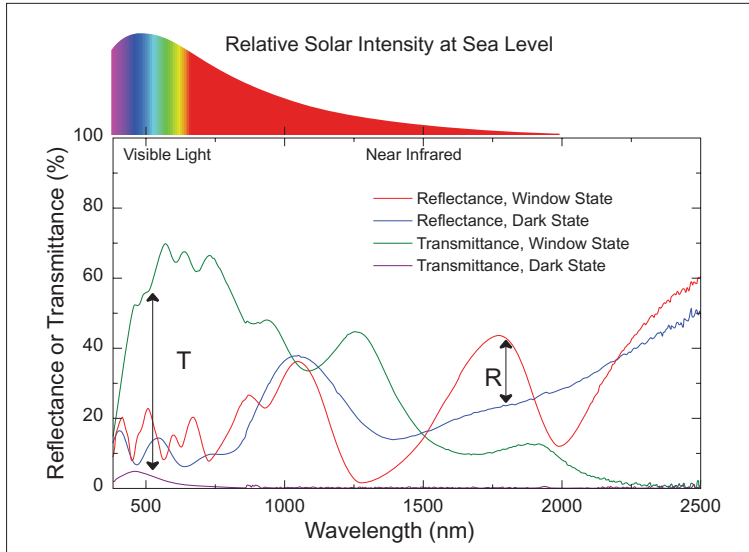 Relative Solar Intensity at Sea Level
100
80
60
40
20
0
Reflectance or Transmittance (%)
Visible Light
Near Infrared
Reflectance, Window State
Reflectance, Dark State
Transmittance, Window State
Transmittance, Dark State
T
R
500
1000
1500
2000
2500
Wavelength (nm)